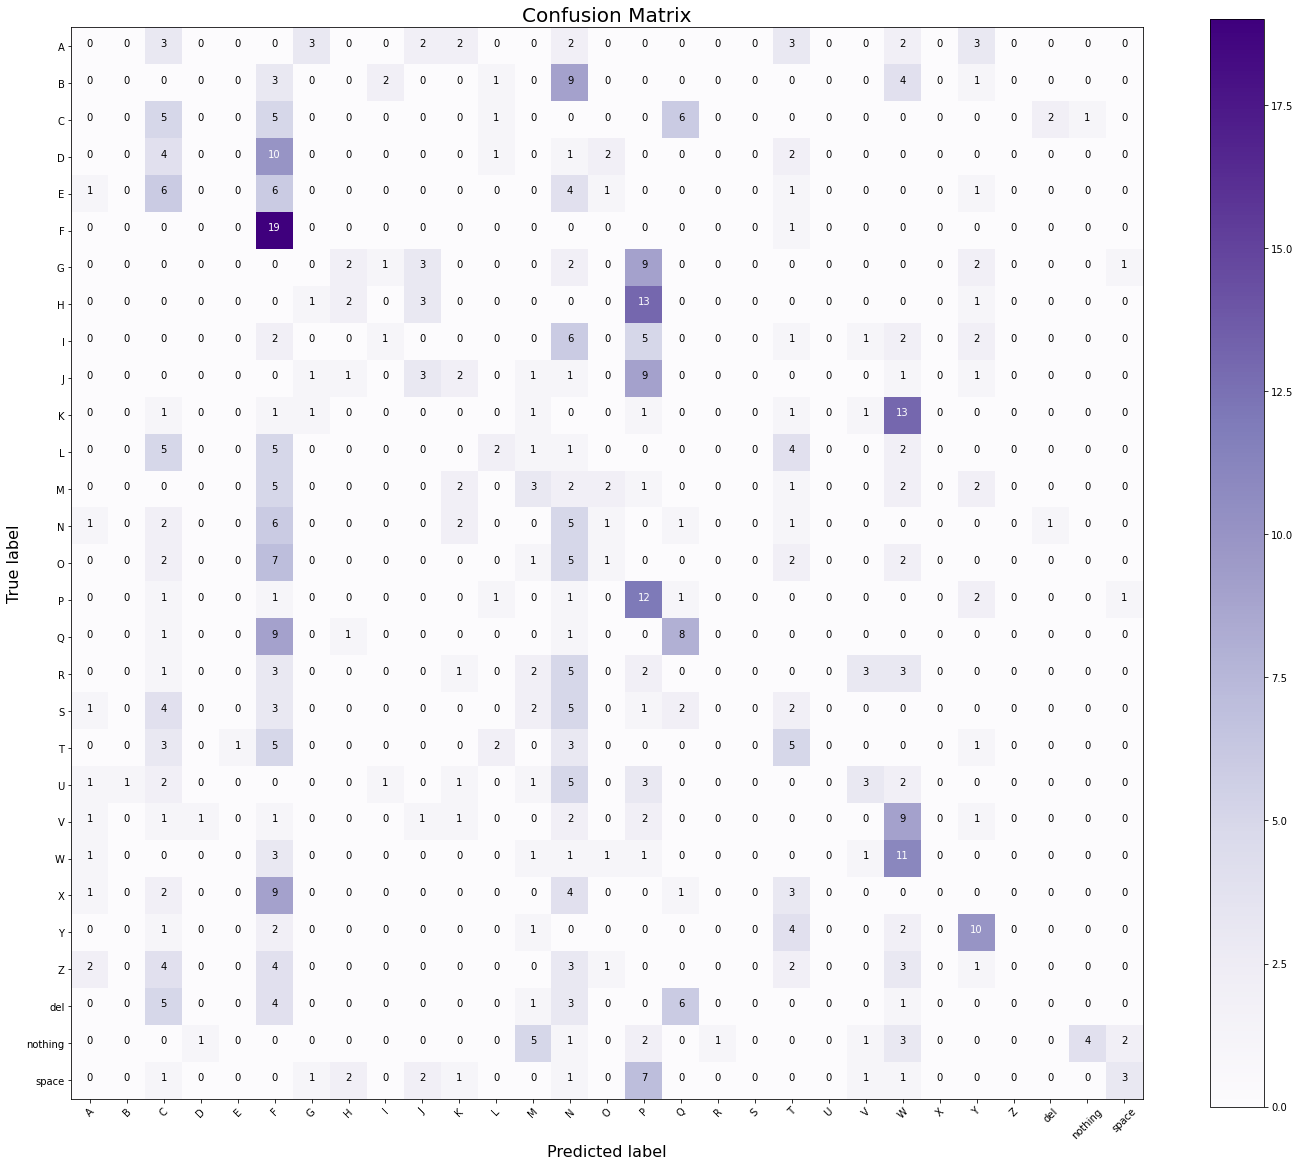 Confusion Matrix
A 0 0 3 0 0 0 3 0 0 2 2 0 0 2 0 0 0 0 0 3 0 0 2 0 3 0 0 0 0
B 0 0 0 0 0 3 0 0 2 0 0 1 0 9 0 0 0 0 0 0 0 0 4 0 1 0 0 0 0
C 0 0 5 0 0 5 0 0 0 0 0 1 0 0 0 0 6 0 0 0 0 0 0 0 0 0 2 1 0
D 0 0 4 0 0 10 0 0 0 0 0 1 0 1 2 0 0 0 0 2 0 0 0 0 0 0 0 0 0
E 1 0 6 0 0 6 0 0 0 0 0 0 0 4 1 0 0 0 0 1 0 0 0 0 1 0 0 0 0
F 0 0 0 0 0 19 0 0 0 0 0 0 0 0 0 0 0 0 0 1 0 0 0 0 0 0 0 0 0
G 0 0 0 0 0 0 0 2 1 3 0 0 0 2 0 9 0 0 0 0 0 0 0 0 2 0 0 0 1
H 0 0 0 0 0 0 1 2 0 3 0 0 0 0 0 13 0 0 0 0 0 0 0 0 1 0 0 0 0
I 0 0 0 0 0 2 0 0 1 0 0 0 0 6 0 5 0 0 0 1 0 1 2 0 2 0 0 0 0
J 0 0 0 0 0 0 1 1 0 3 2 0 1 1 0 9 0 0 0 0 0 0 1 0 1 0 0 0 0
K 0 0 1 0 0 1 1 0 0 0 0 0 1 0 0 1 0 0 0 1 0 1 13 0 0 0 0 0 0
L 0 0 5 0 0 5 0 0 0 0 0 2 1 1 0 0 0 0 0 4 0 0 2 0 0 0 0 0 0
M 0 0 0 0 0 5 0 0 0 0 2 0 3 2 2 1 0 0 0 1 0 0 2 0 2 0 0 0 0
N 1 0 2 0 0 6 0 0 0 0 2 0 0 5 1 0 1 0 0 1 0 0 0 0 0 0 1 0 0
O 0 0 2 0 0 7 0 0 0 0 0 0 1 5 1 0 0 0 0 2 0 0 2 0 0 0 0 0 0
P 0 0 1 0 0 1 0 0 0 0 0 1 0 1 0 12 1 0 0 0 0 0 0 0 2 0 0 0 1
Q 0 0 1 0 0 9 0 1 0 0 0 0 0 1 0 0 8 0 0 0 0 0 0 0 0 0 0 0 0
R 0 0 1 0 0 3 0 0 0 0 1 0 2 5 0 2 0 0 0 0 0 3 3 0 0 0 0 0 0
S 1 0 4 0 0 3 0 0 0 0 0 0 2 5 0 1 2 0 0 2 0 0 0 0 0 0 0 0 0
T 0 0 3 0 1 5 0 0 0 0 0 2 0 3 0 0 0 0 0 5 0 0 0 0 1 0 0 0 0
U 1 1 2 0 0 0 0 0 1 0 1 0 1 5 0 3 0 0 0 0 0 3 2 0 0 0 0 0 0
V 1 0 1 1 0 1 0 0 0 1 1 0 0 2 0 2 0 0 0 0 0 0 9 0 1 0 0 0 0
W 1 0 0 0 0 3 0 0 0 0 0 0 1 1 1 1 0 0 0 0 0 1 11 0 0 0 0 0 0
X 1 0 2 0 0 9 0 0 0 0 0 0 0 4 0 0 1 0 0 3 0 0 0 0 0 0 0 0 0
Y 0 0 1 0 0 2 0 0 0 0 0 0 1 0 0 0 0 0 0 4 0 0 2 0 10 0 0 0 0
Z 2 0 4 0 0 4 0 0 0 0 0 0 0 3 1 0 0 0 0 2 0 0 3 0 1 0 0 0 0
del 0 0 5 0 0 4 0 0 0 0 0 0 1 3 0 0 6 0 0 0 0 0 1 0 0 0 0 0 0
nothing 0 0 0 1 0 0 0 0 0 0 0 0 5 1 0 2 0 1 0 0 0 1 3 0 0 0 0 4 2
space 0 0 1 0 0 0 1 2 0 2 1 0 0 1 0 7 0 0 0 0 0 1 1 0 0 0 0 0 3
A B C D E F G H I J K L M N O P Q R S T U V W X Y Z del nothing space
Predicted label
True label
17.5
15.0
12.5
10.0
7.5
5.0
2.5
0.0